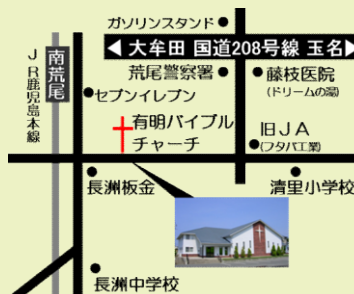 ガソリンスタンド
◀ 大牟田 国道208号線 玉名▶
JR鹿児島本線
南荒尾
荒尾警察署
藤枝医院
(ドリームの湯)
セブンイレブン
有明バイブル
チャーチ
旧JA
(フタバ工業)
長洲板金
清里小学校
長洲中学校